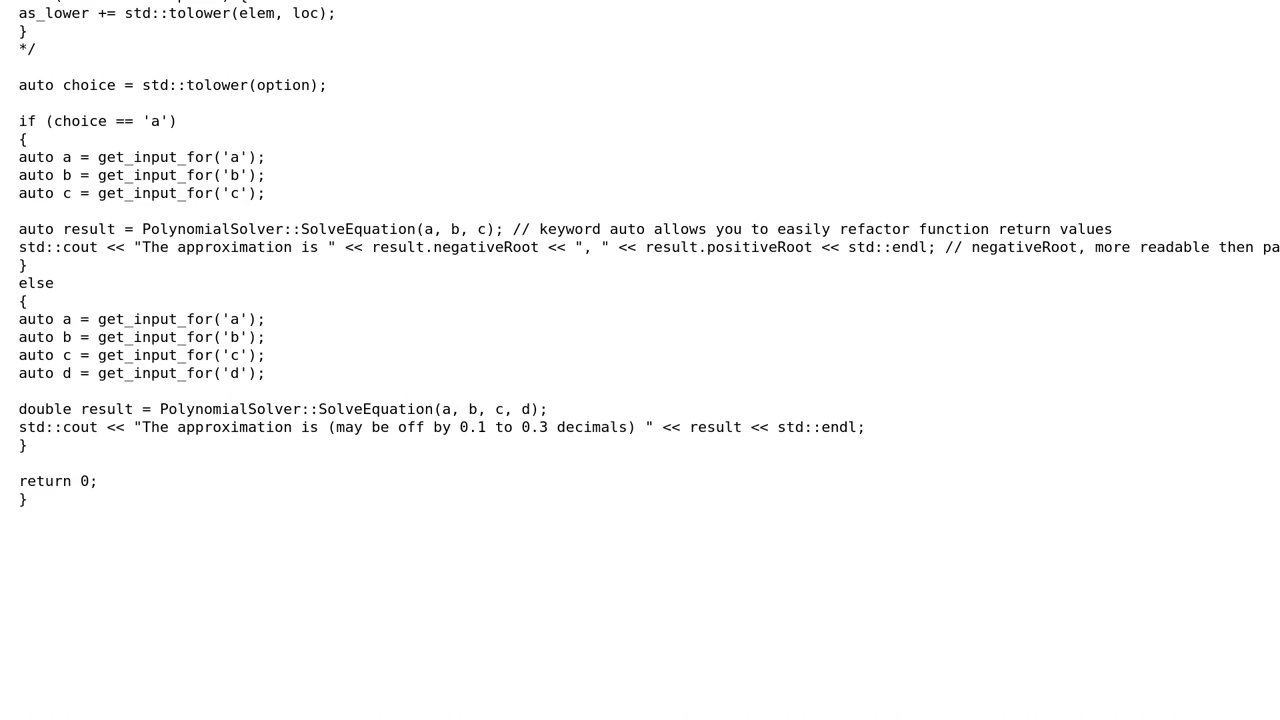 as_lower += std::tolower(elem, loc);
}
*/
auto choice = std::tolower(option);
if (choice == 'a')
{
auto a = get_input_for('a');
auto b = get_input_for('b');
auto c = get_input_for('c');
auto result = PolynomialSolver::SolveEquation(a, b, c); // keyword auto allows you to easily refactor function return values
std::cout << "The approximation is " << result.negativeRoot << ", " << result.positiveRoot << std::endl; // negativeRoot, more readable then
}
else
{
auto a = get_input_for('a');
auto b = get_input_for('b');
auto c = get_input_for('c');
auto d = get_input_for('d');
double result = PolynomialSolver::SolveEquation(a, b, c, d);
std::cout << "The approximation is (may be off by 0.1 to 0.3 decimals) " << result << std::endl;
}
return 0;
}